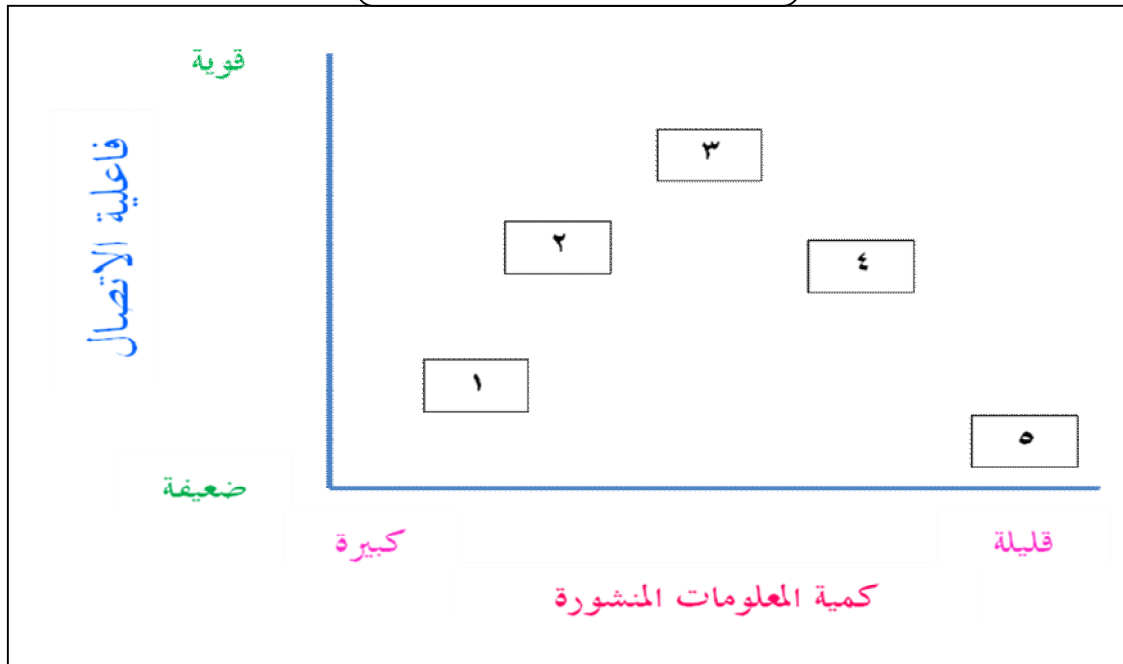 قوية
فاعلية الاتصال
٣
٢
٤
١
٥
ضعيفة
كبيرة
قليلة
كمية المعلومات المنشورة